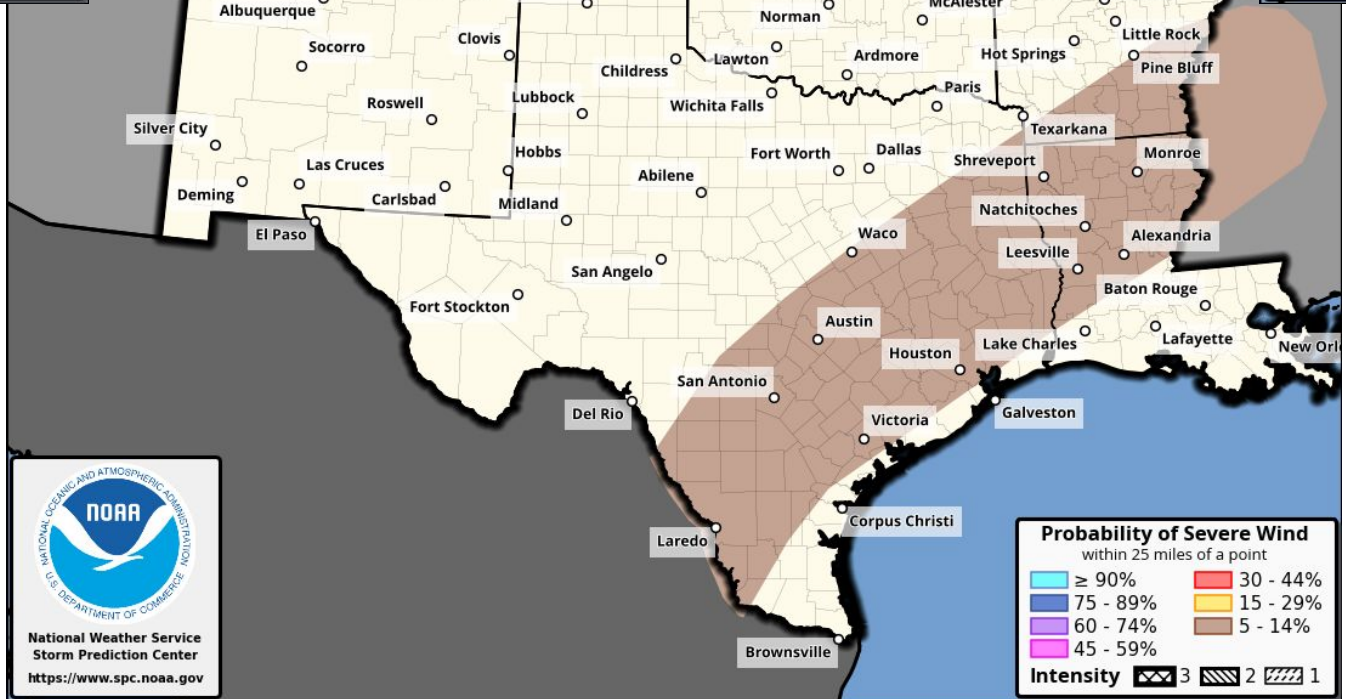 Albuquerque
Norman
McAlester
Socorro
Clovis
Little Rock
Lawton
Ardmore
Hot Springs
Childress
Pine Bluff
Roswell
Lubbock
Wichita Falls
Paris
Silver City
Texarkana
Hobbs
Fort Worth
Dallas
Shreveport
Monroe
Las Cruces
Abilene
Deming
Carlsbad
Midland
Natchitoches
El Paso
Waco
Alexandria
San Angelo
Leesville
Fort Stockton
Baton Rouge
Austin
Houston
Lake Charles
Lafayette
New Orl
San Antonio
Del Rio
Victoria
Galveston
Corpus Christi
Laredo
Brownsville
NATIONAL OCEANIC AND ATMOSPHERIC ADMINISTRATION
NOAA
U.S. DEPARTMENT OF COMMERCE
National Weather Service
Storm Prediction Center
https://www.spc.noaa.gov
Probability of Severe Wind
within 25 miles of a point
≥ 90% 30 - 44%
75 - 89% 15 - 29%
60 - 74% 5 - 14%
45 - 59%
Intensity 3 2 1